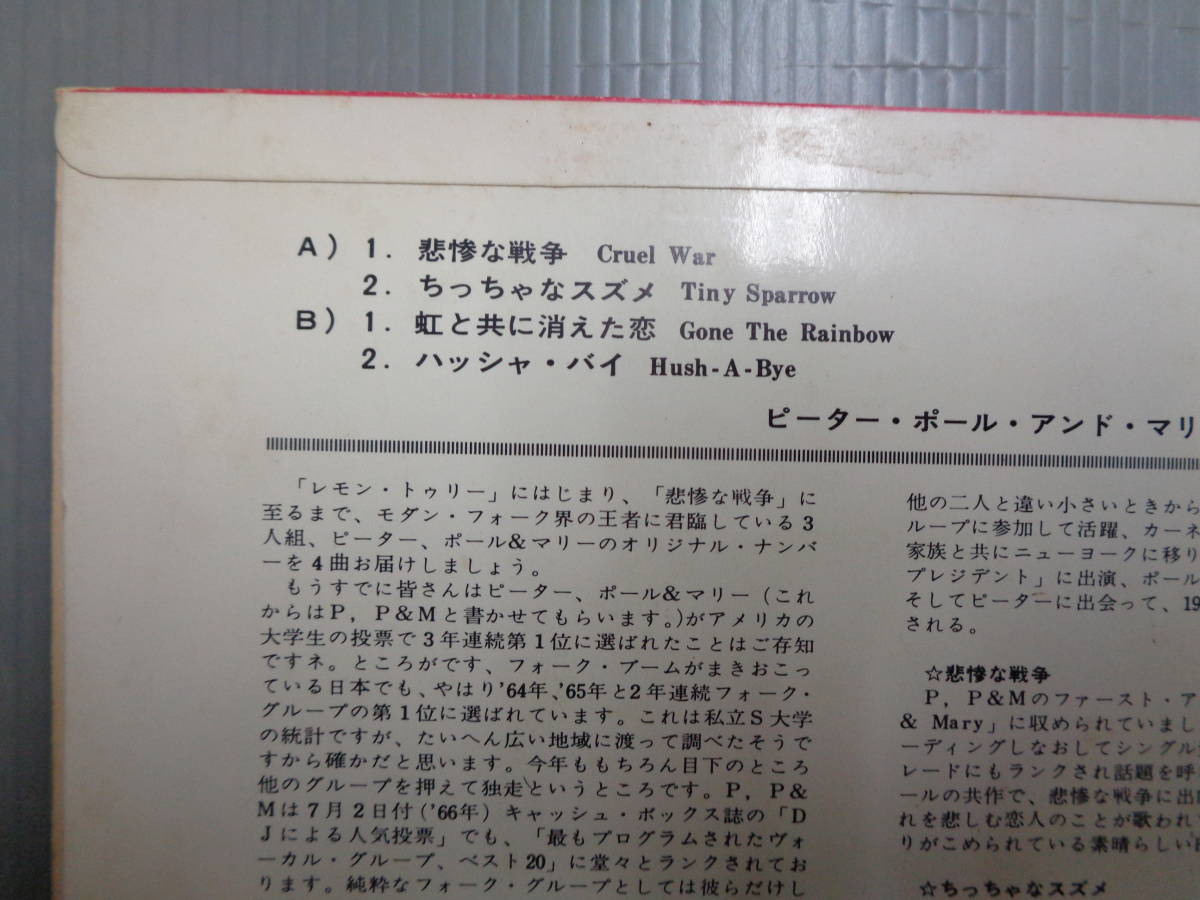 A) 1. 悲惨な戦争 Cruel War
2. ちっちゃなスズメ Tiny Sparrow
B) 1. 虹と共に消えた恋 Gone The Rainbow
2. ハッシャ・バイ Hush-A-Bye
ピーター・ポール・アンド・マリ
「レモン・トゥリー」にはじまり、「悲惨な戦争」に
至るまで、モダン・フォーク界の王者に君臨している3
人組、ピーター、ポール&マリーのオリジナル・ナンバ
ーを4曲お届けしましょう。
もうすでに皆さんはピーター、ポール&マリー(これ
からはP, P&Mと書かせてもらいます。)がアメリカの
大学生の投票で3年連続第1位に選ばれたことはご存知
ですネ。ところがです、フォーク・ブームがまきおこっ
ている日本でも、やはり'64年、'65年と2年連続フォーク・
グループの第1位に選ばれています。これは私立S大学
の統計ですが、たいへん広い地域に渡って調べたそうで
すから確かだと思います。今年ももちろん目下のところ
他のグループを押えて独走というところです。P, P&
Mは7月2日付('66年)キャッシュ・ボックス誌の「D
Jによる人気投票」でも、「最もプログラムされたヴォ
ーカル・グループ、ベスト20」に堂々とランクされてお
ります。純粋なフォーク・グループとしては彼らだけし
他の二人と違い小さいときから
ループに参加して活躍、カーネ
家族と共にニューヨークに移り
プレジデント」に出演、ポール
そしてピーターに出会って、19
される。
☆悲惨な戦争
P, P&Mのファースト・ア
& Mary」に収められていまし
ーディングしなおしてシングル
レードにもランクされ話題を呼
ールの共作で、悲惨な戦争に出
れを悲しむ恋人のことが歌われ
りがこめられている素晴らしい
☆ちっちゃなスズメ